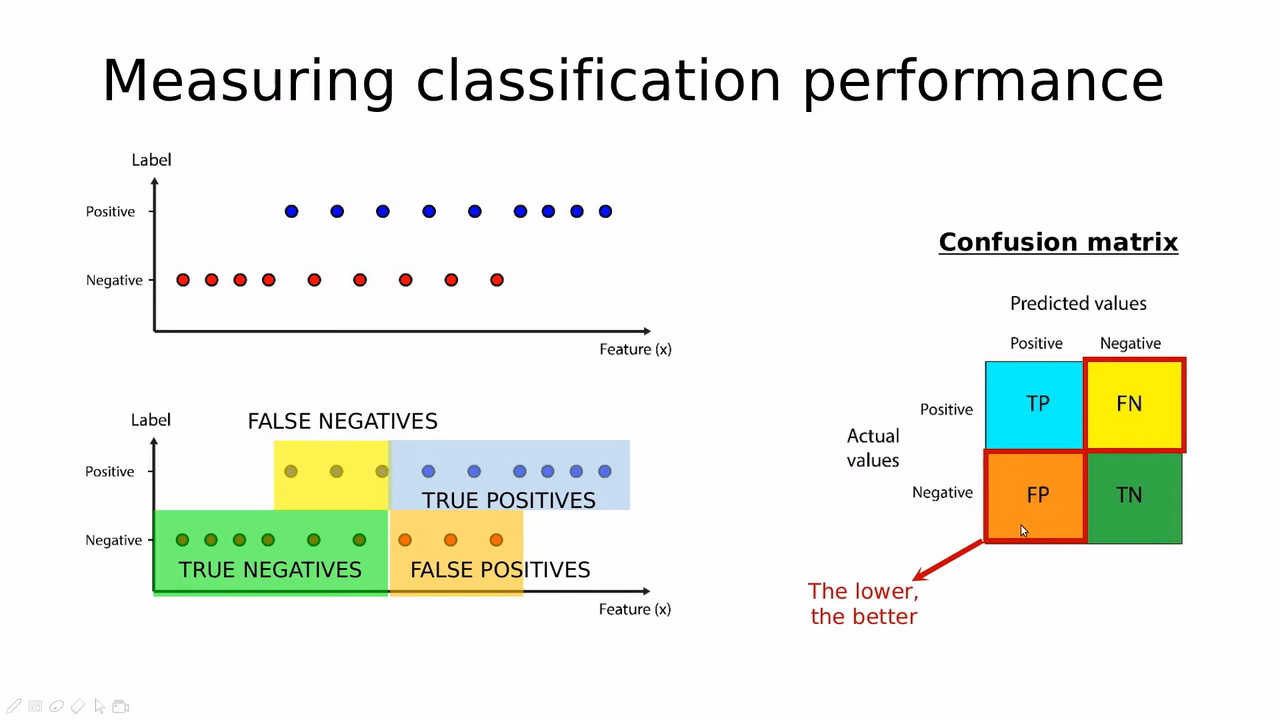 Measuring classification performance
Label
Positive
Negative
Feature (x)
Label
FALSE NEGATIVES
Positive
TRUE POSITIVES
Negative
TRUE NEGATIVES
FALSE POSITIVES
Feature (x)
Confusion matrix
Predicted values
Positive
Negative
Actual
values
Positive
TP
FN
Negative
FP
TN
The lower,
the better